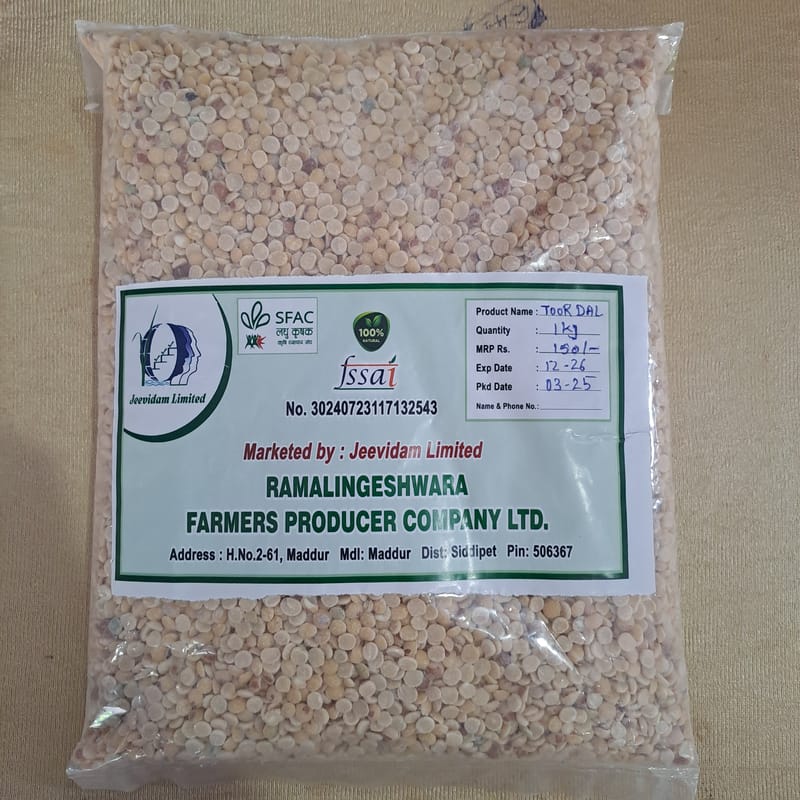 Jeevidam Limited
SFAC
लघु कृषक
कृषि व्यापार संघ
100%
NATURAL
fssai
No. 30240723117132543
Product Name : TOOR DAL
Quantity : 1 kg
MRP Rs. : 150/-
Exp Date : 12-26
Pkd Date : 03-25
Name & Phone No.:
Marketed by : Jeevidam Limited
RAMALINGESHWARA
FARMERS PRODUCER COMPANY LTD.
Address : H.No.2-61, Maddur Mdl: Maddur Dist: Siddipet Pin: 506367